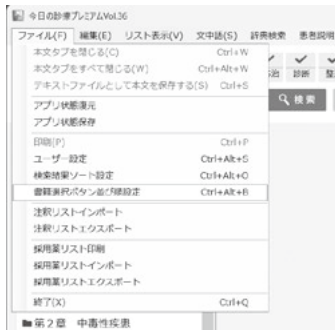 今日の診療プレミアムVol.36
ファイル(F) 編集(E) リスト表示(V) 文中語(S) 辞典検索 患者説明
本文タブを閉じる(C) Ctrl+W
本文タブをすべて閉じる(W) Ctrl+Alt+W
テキストファイルとして本文を保存する(S) Ctrl+S
アプリ状態復元
アプリ状態保存
印刷(P) Ctrl+P
ユーザー設定 Ctrl+Alt+S
検索結果ソート設定 Ctrl+Alt+O
書籍選択ボタン並び順設定 Ctrl+Alt+B
注釈リストインポート
注釈リストエクスポート
採用薬リスト印刷
採用薬リストインポート
採用薬リストエクスポート
終了(X) Ctrl+Q
診断
検索
第2章 中毒性疾患